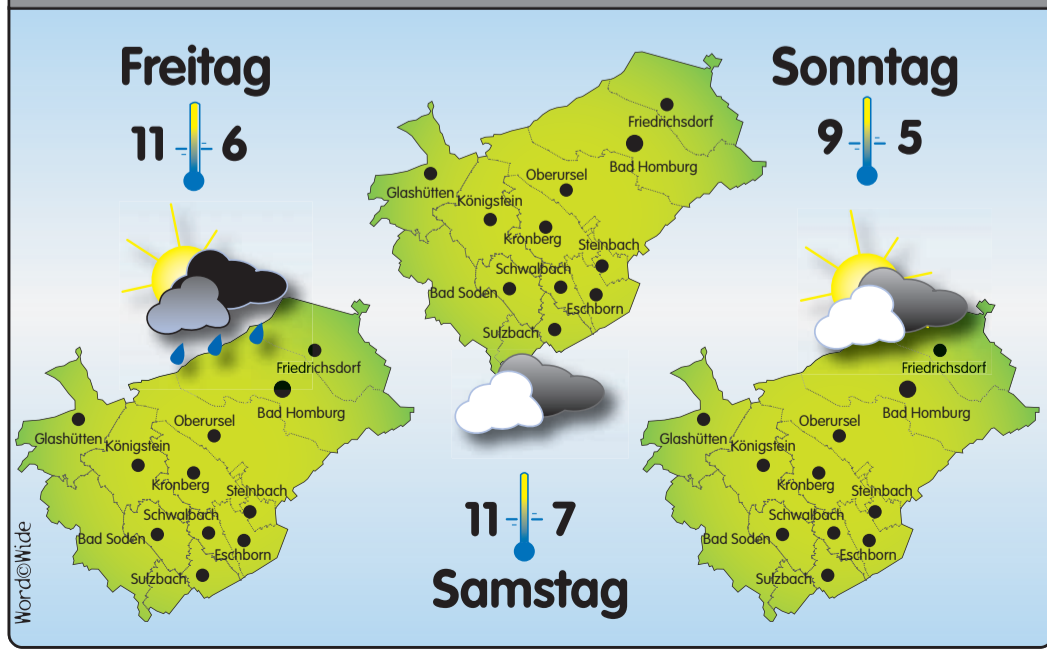 Freitag
11 6
Friedrichsdorf
Bad Homburg
Oberursel
Glashütten
Königstein
Kronberg
Steinbach
Schwalbach
Bad Soden
Eschborn
Sulzbach
Friedrichsdorf
Bad Homburg
Oberursel
Glashütten
Königstein
Kronberg
Steinbach
Schwalbach
Bad Soden
Eschborn
Sulzbach
11 7
Samstag
Sonntag
9 5
Friedrichsdorf
Bad Homburg
Oberursel
Glashütten
Königstein
Kronberg
Steinbach
Schwalbach
Bad Soden
Eschborn
Sulzbach
Word©Wide